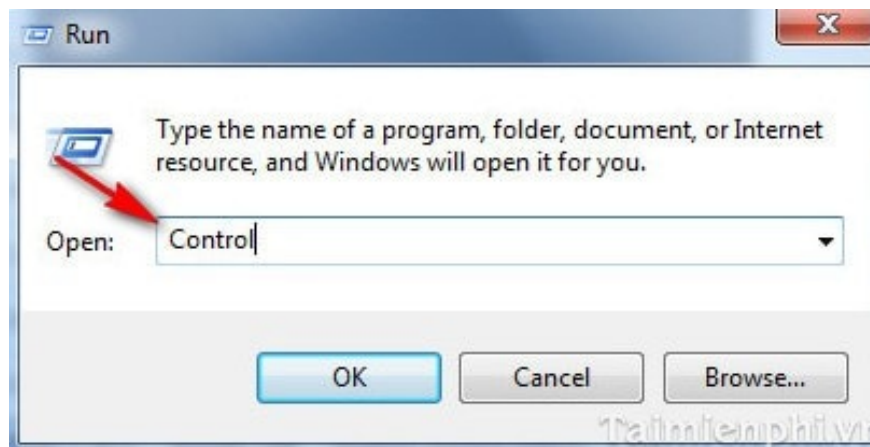 Run
Type the name of a program, folder, document, or Internet
resource, and Windows will open it for you.
Open: Control
OK Cancel Browse...
Taimienphi.vn